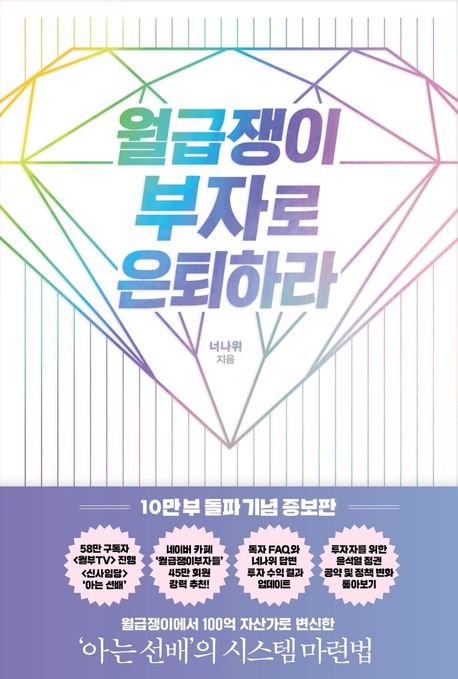 월급쟁이
부자로
은퇴하라
너나위
지음
10만 부 돌파 기념 증보판
58만 구독자
<월부TV> 진행
<신사임당>
'아는 선배'
네이버 카페
'월급쟁이부자들'
45만 회원
강력 추천!
독자 FAQ와
너나위 답변
투자 수익 결과
업데이트
투자자를 위한
윤석열 정권
공약 및 정책 변화
톺아보기
월급쟁이에서 100억 자산가로 변신한
'아는 선배'의 시스템 마련법